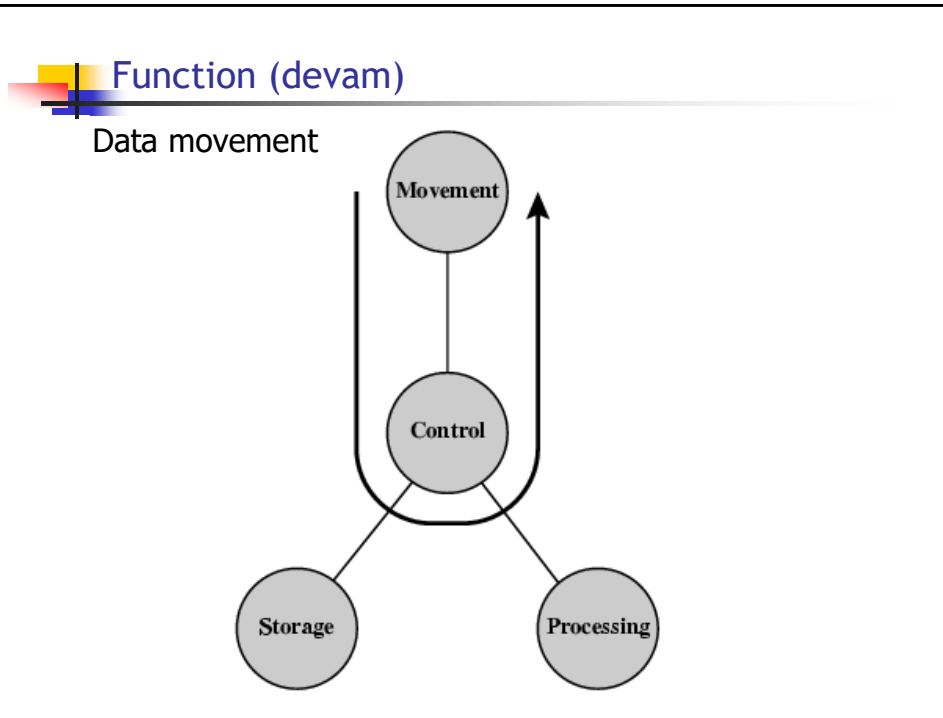 Function (devam)
Data movement
Movement
Control
Storage
Processing